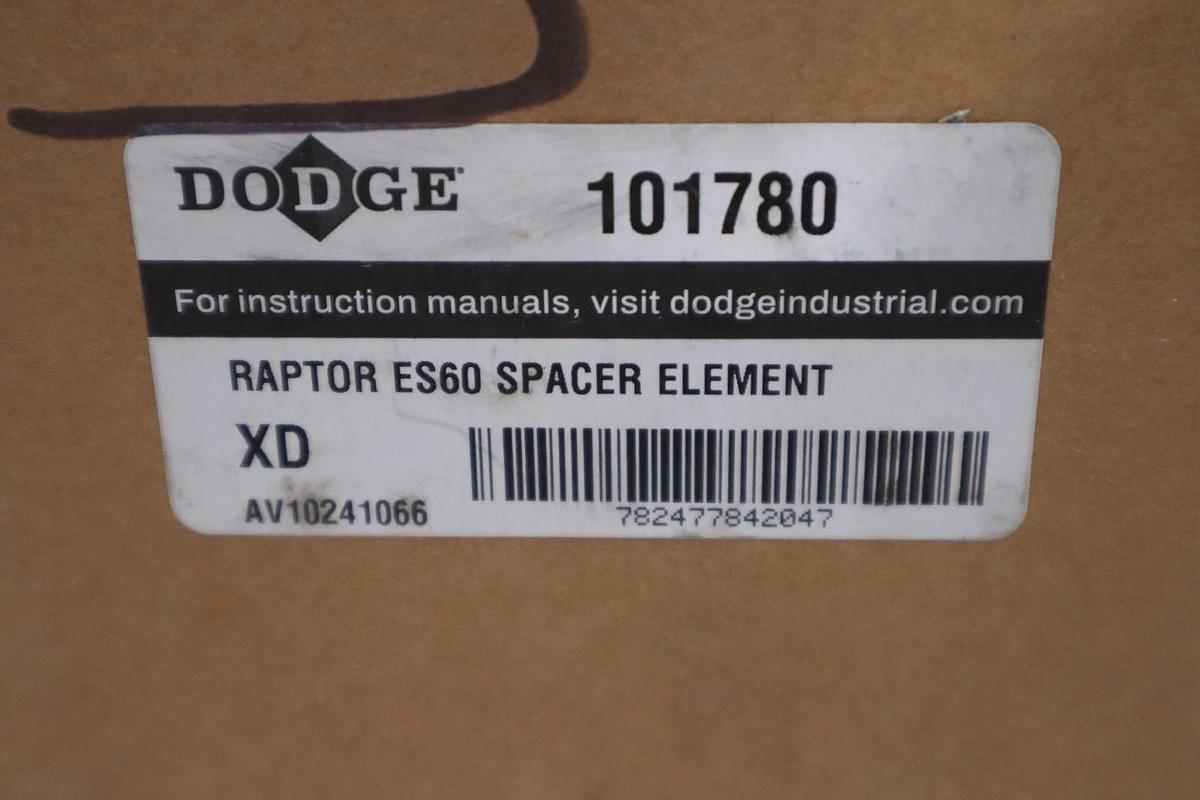 DODGE 101780
For instruction manuals, visit dodgeindustrial.com
RAPTOR ES60 SPACER ELEMENT
XD
AV10241066
782477842047